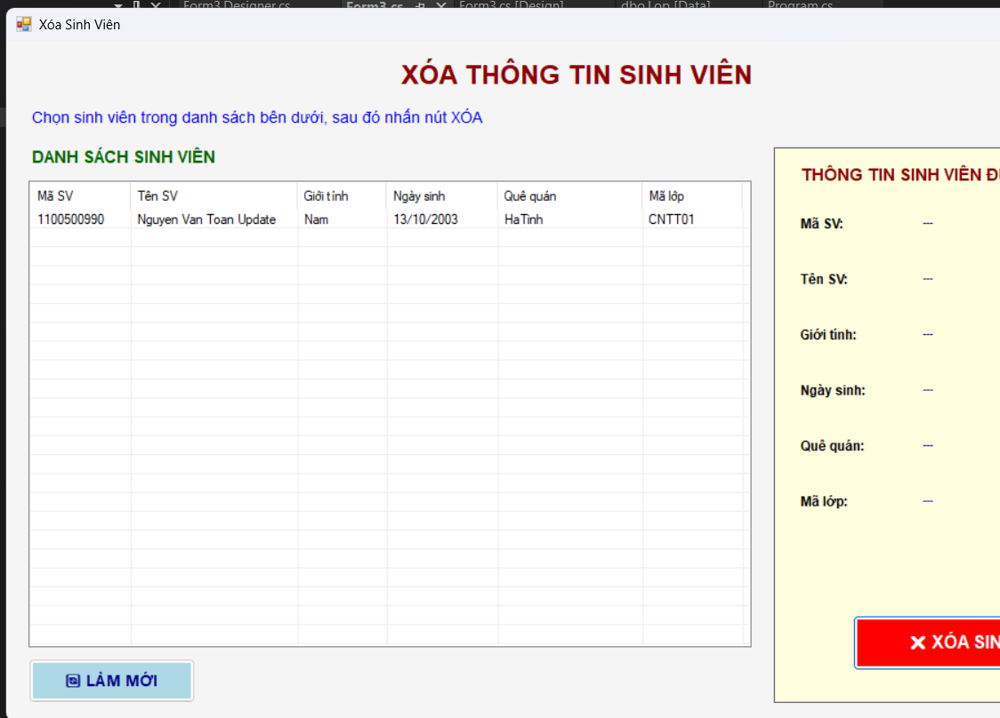 Form3.Designer.cs Form3.cs Form3.cs [Design] dbo.Lop [Data] Program.cs
Xóa Sinh Viên
XÓA THÔNG TIN SINH VIÊN
Chọn sinh viên trong danh sách bên dưới, sau đó nhấn nút XÓA
DANH SÁCH SINH VIÊN
Mã SV Tên SV Giới tính Ngày sinh Quê quán Mã lớp
1100500990 Nguyen Van Toan Update Nam 13/10/2003 HaTinh CNTT01
LÀM MỚI
THÔNG TIN SINH VIÊN
Mã SV: ---
Tên SV: ---
Giới tính: ---
Ngày sinh: ---
Quê quán: ---
Mã lớp: ---
XÓA SIN